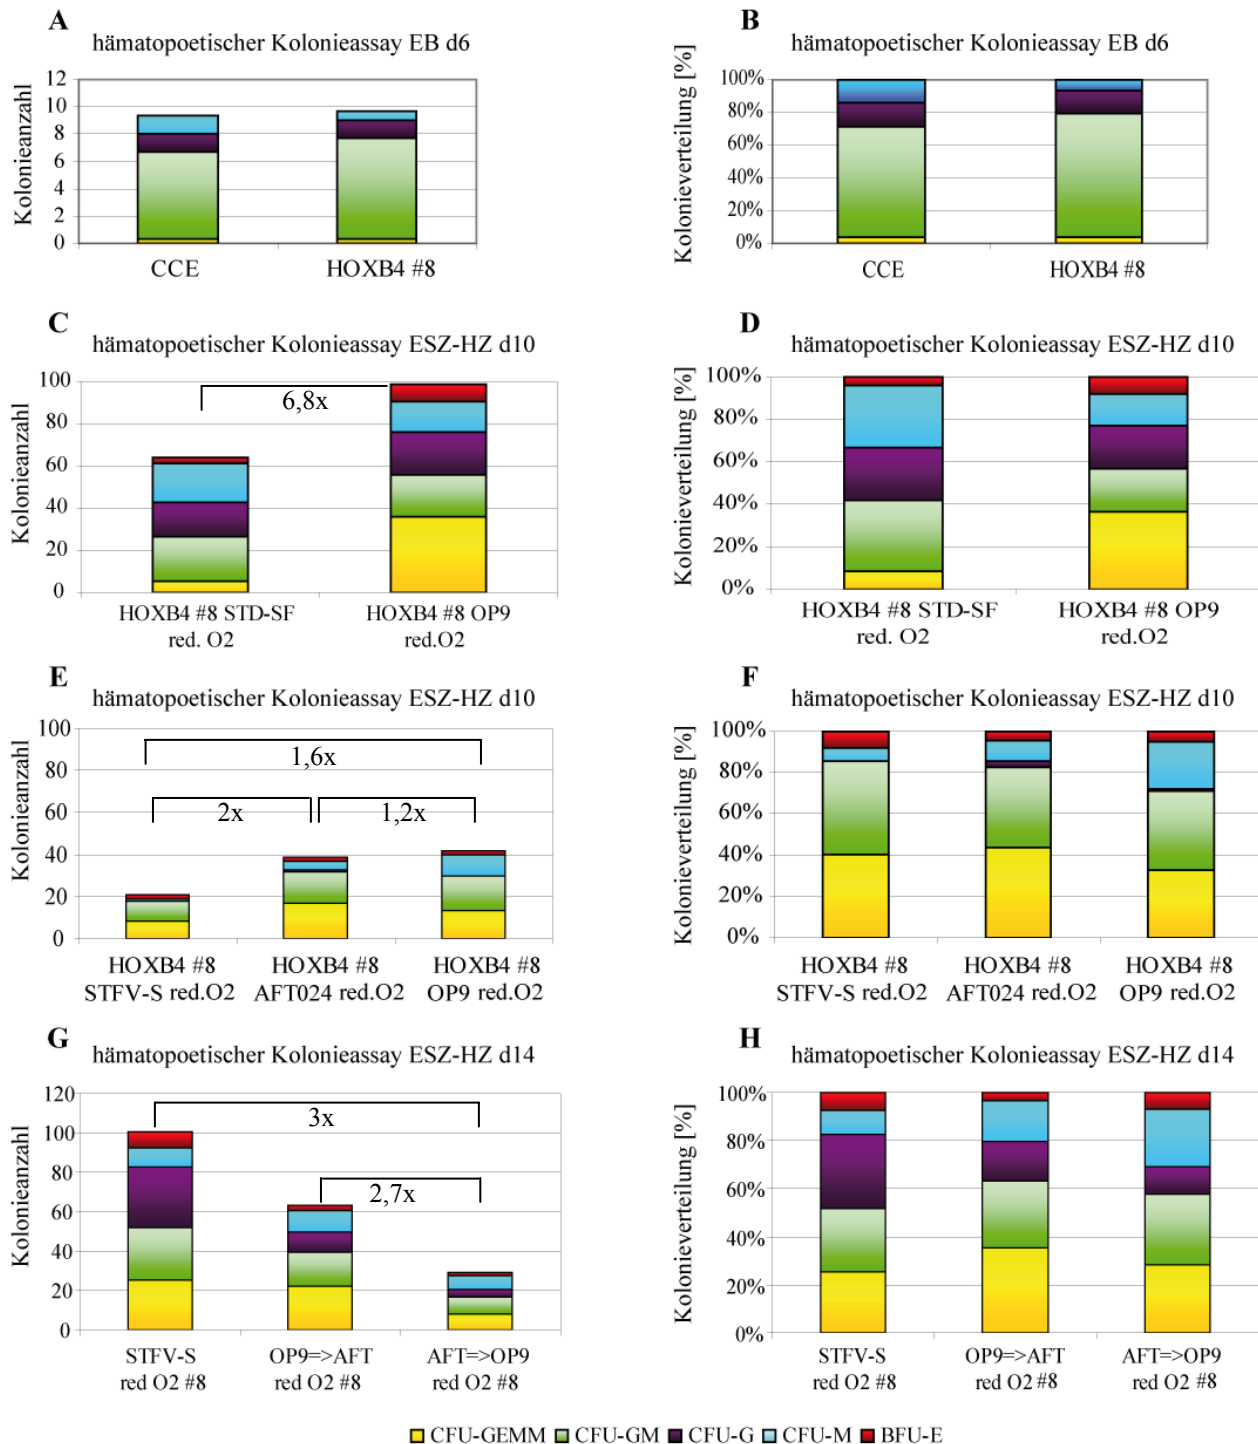 A
hämatopoetischer Kolonieassay EB d6
Kolonieanzahl
12
10
8
6
4
2
0
CCE
HOXB4 #8
B
hämatopoetischer Kolonieassay EB d6
Kolonieverteilung [%]
100%
80%
60%
40%
20%
0%
CCE
HOXB4 #8
C
hämatopoetischer Kolonieassay ESZ-HZ d10
Kolonieanzahl
100
80
60
40
20
0
6,8x
HOXB4 #8 STD-SF
red. O2
HOXB4 #8 OP9
red.O2
D
hämatopoetischer Kolonieassay ESZ-HZ d10
Kolonieverteilung [%]
100%
80%
60%
40%
20%
0%
HOXB4 #8 STD-SF
red. O2
HOXB4 #8 OP9
red.O2
E
hämatopoetischer Kolonieassay ESZ-HZ d10
Kolonieanzahl
100
80
60
40
20
0
1,6x
2x
1,2x
HOXB4 #8
STFV-S red.O2
HOXB4 #8
AFT024 red.O2
HOXB4 #8
OP9 red.O2
F
hämatopoetischer Kolonieassay ESZ-HZ d10
Kolonieverteilung [%]
100%
80%
60%
40%
20%
0%
HOXB4 #8
STFV-S red.O2
HOXB4 #8
AFT024 red.O2
HOXB4 #8
OP9 red.O2
G
hämatopoetischer Kolonieassay ESZ-HZ d14
Kolonieanzahl
120
100
80
60
40
20
0
3x
2,7x
STFV-S
red O2 #8
OP9=>AFT
red O2 #8
AFT=>OP9
red O2 #8
H
hämatopoetischer Kolonieassay ESZ-HZ d14
Kolonieverteilung [%]
100%
80%
60%
40%
20%
0%
STFV-S
red O2 #8
OP9=>AFT
red O2 #8
AFT=>OP9
red O2 #8
CFU-GEMM CFU-GM CFU-G CFU-M BFU-E